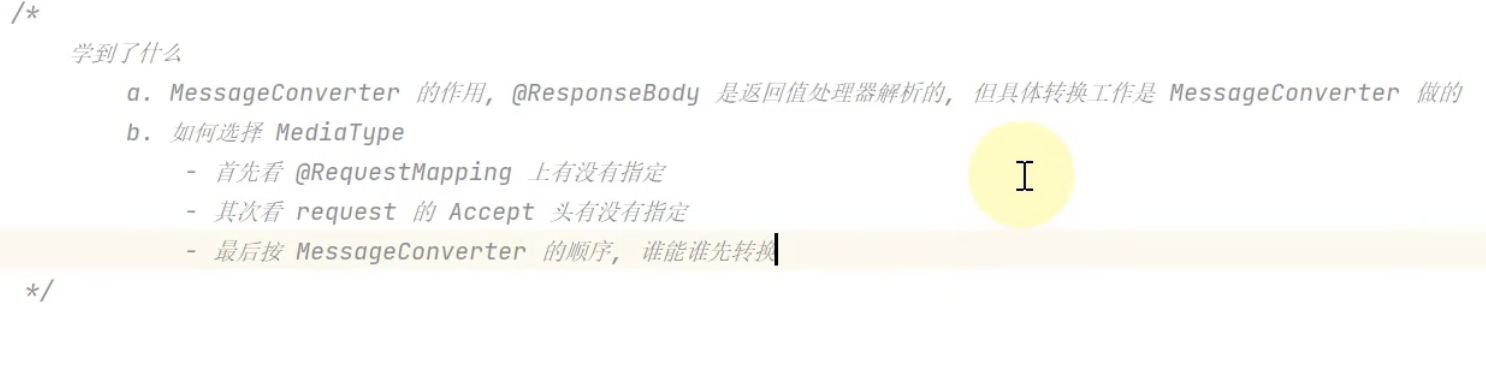 /*
学到了什么
a. MessageConverter 的作用, @ResponseBody 是返回值处理器解析的, 但具体转换工作是 MessageConverter 做的
b. 如何选择 MediaType
- 首先看 @RequestMapping 上有没有指定
- 其次看 request 的 Accept 头有没有指定
- 最后按 MessageConverter 的顺序, 谁能谁先转换
*/